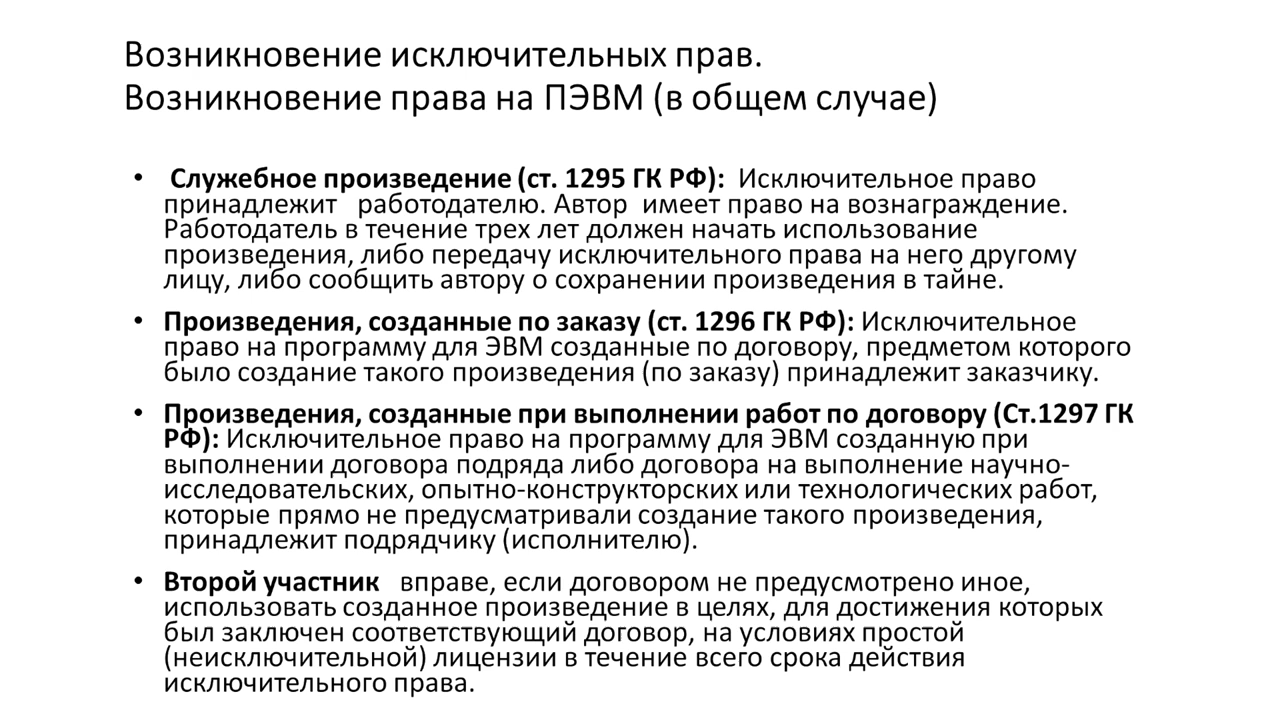 Возникновение исключительных прав.
Возникновение права на ПЭВМ (в общем случае)
• Служебное произведение (ст. 1295 ГК РФ): Исключительное право
принадлежит работодателю. Автор имеет право на вознаграждение.
Работодатель в течение трех лет должен начать использование
произведения, либо передачу исключительного права на него другому
лицу, либо сообщить автору о сохранении произведения в тайне.
• Произведения, созданные по заказу (ст. 1296 ГК РФ): Исключительное
право на программу для ЭВМ созданные по договору, предметом которого
было создание такого произведения (по заказу) принадлежит заказчику.
• Произведения, созданные при выполнении работ по договору (Ст.1297 ГК
РФ): Исключительное право на программу для ЭВМ созданную при
выполнении договора подряда либо договора на выполнение научно-
исследовательских, опытно-конструкторских или технологических работ,
которые прямо не предусматривали создание такого произведения,
принадлежит подрядчику (исполнителю).
• Второй участник вправе, если договором не предусмотрено иное,
использовать созданное произведение в целях, для достижения которых
был заключен соответствующий договор, на условиях простой
(неисключительной) лицензии в течение всего срока действия
исключительного права.